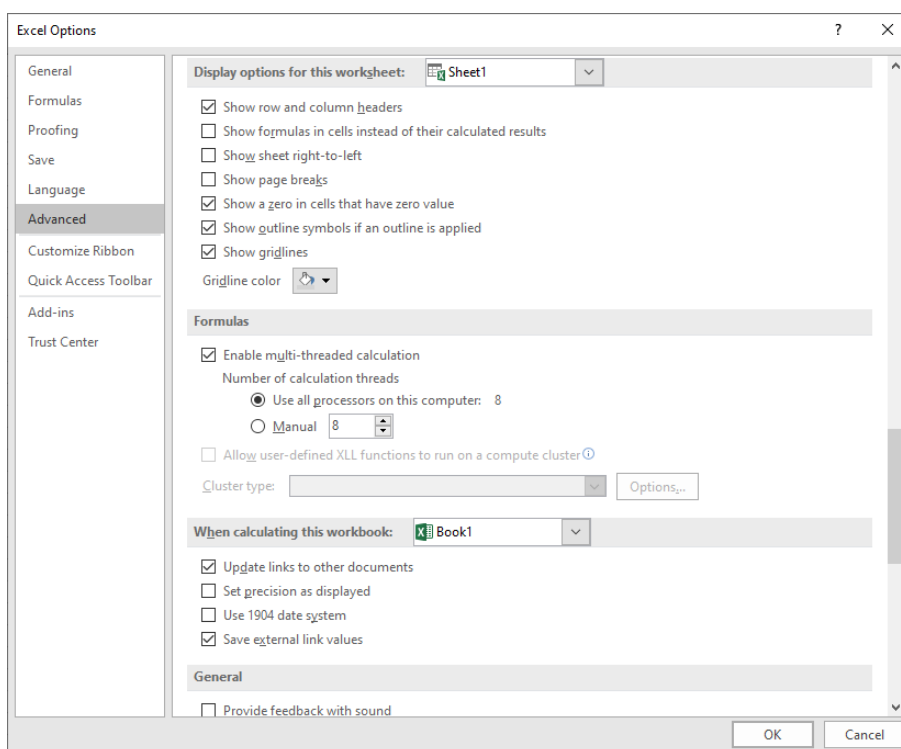 Excel Options
?
General
Formulas
Proofing
Save
Language
Advanced
Customize Ribbon
Quick Access Toolbar
Add-ins
Trust Center
Display options for this worksheet: Sheet1
Show row and column headers
Show formulas in cells instead of their calculated results
Show sheet right-to-left
Show page breaks
Show a zero in cells that have zero value
Show outline symbols if an outline is applied
Show gridlines
Gridline color
Formulas
Enable multi-threaded calculation
Number of calculation threads
Use all processors on this computer: 8
Manual 8
Allow user-defined XLL functions to run on a compute cluster
Cluster type: Options...
When calculating this workbook: Book1
Update links to other documents
Set precision as displayed
Use 1904 date system
Save external link values
General
Provide feedback with sound
OK Cancel